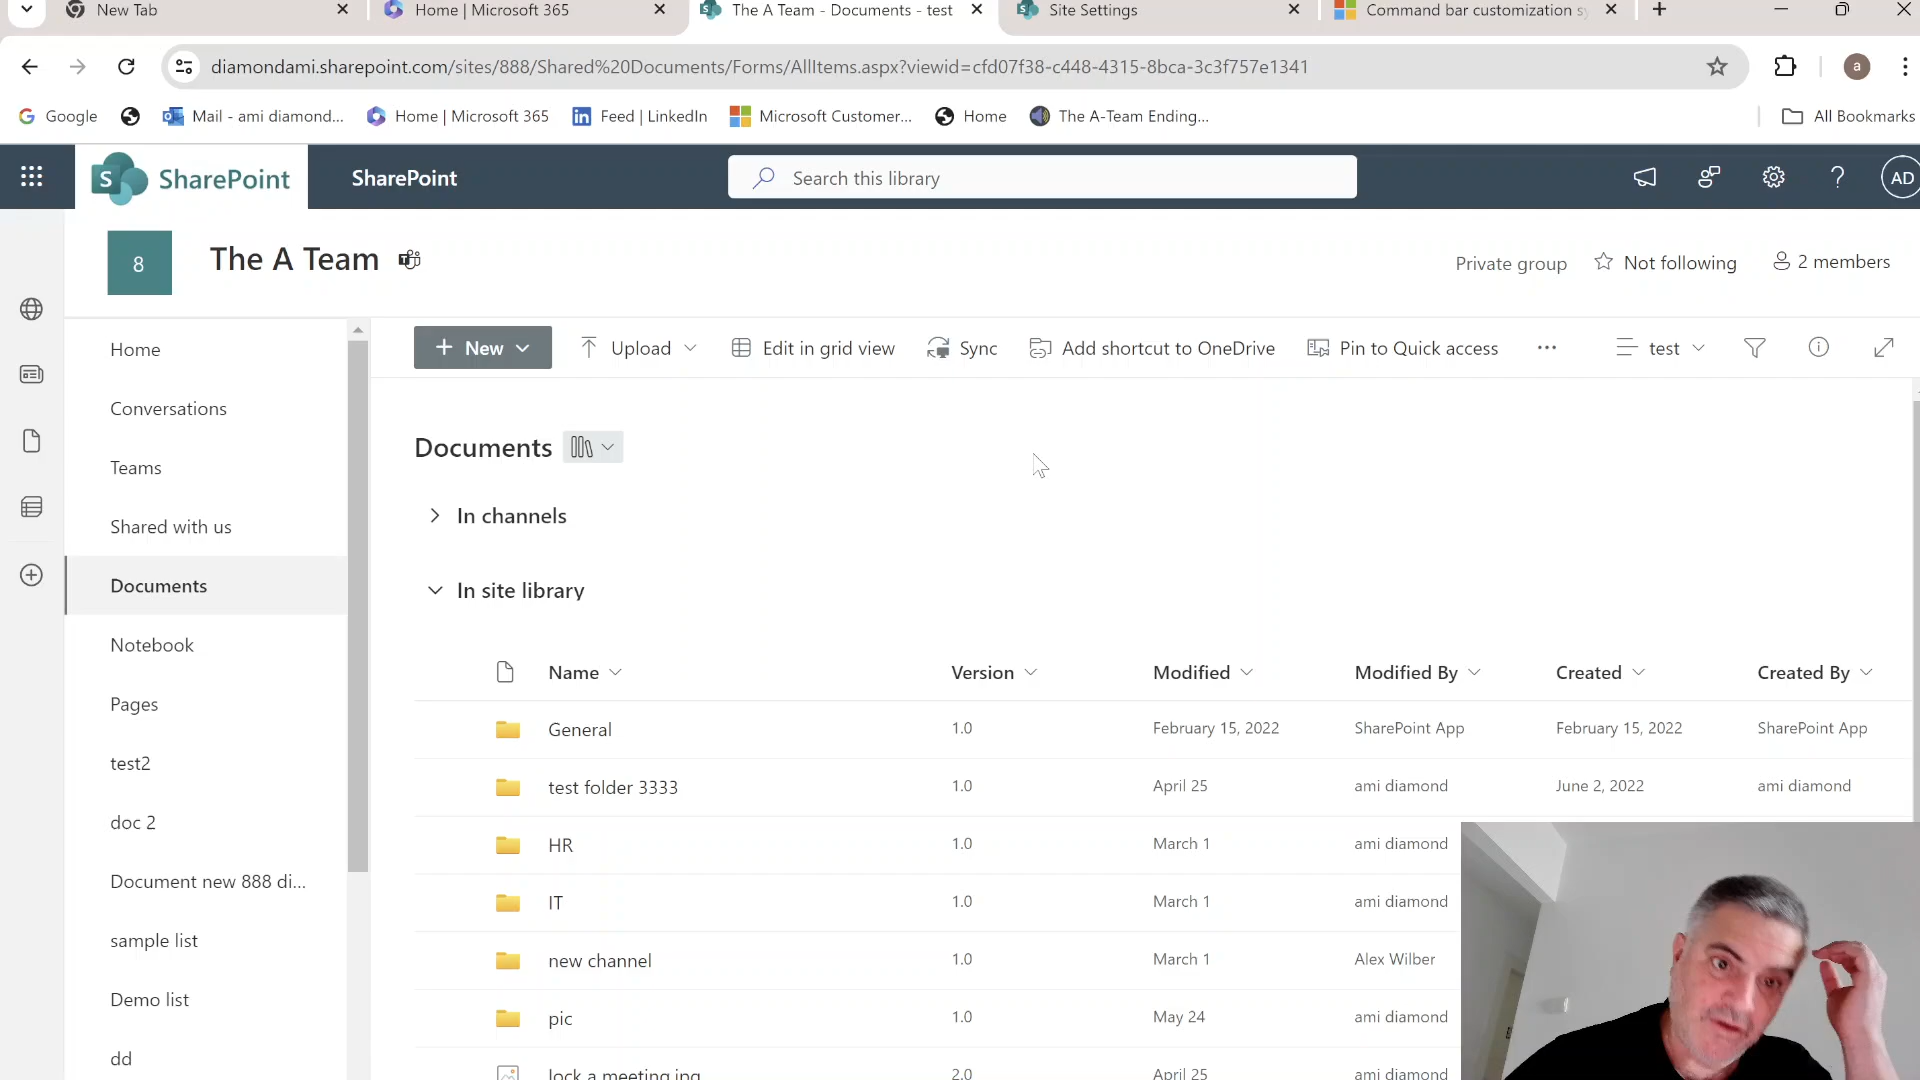 New Tab
Home | Microsoft 365
The A Team - Documents - test
Site Settings
Command bar customization sy
diamondami.sharepoint.com/sites/888/Shared%20Documents/Forms/AllItems.aspx?viewid=cfd07f38-c448-4315-8bca-3c3f757e1341
a
Google
Mail - ami diamond...
Home | Microsoft 365
Feed | LinkedIn
Microsoft Customer...
Home
The A-Team Ending...
All Bookmarks
S SharePoint
SharePoint
Search this library
AD
8
The A Team
Private group
Not following
2 members
Home
Conversations
Teams
Shared with us
Documents
Notebook
Pages
test2
doc 2
Document new 888 di...
sample list
Demo list
dd
New
Upload
Edit in grid view
Sync
Add shortcut to OneDrive
Pin to Quick access
test
Documents
In channels
In site library
Name Version Modified Modified By Created Created By
General 1.0 February 15, 2022 SharePoint App February 15, 2022 SharePoint App
test folder 3333 1.0 April 25 ami diamond June 2, 2022 ami diamond
HR 1.0 March 1 ami diamond
IT 1.0 March 1 ami diamond
new channel 1.0 March 1 Alex Wilber
pic 1.0 May 24 ami diamond
lock a meeting.jpg 2.0 April 25 ami diamond